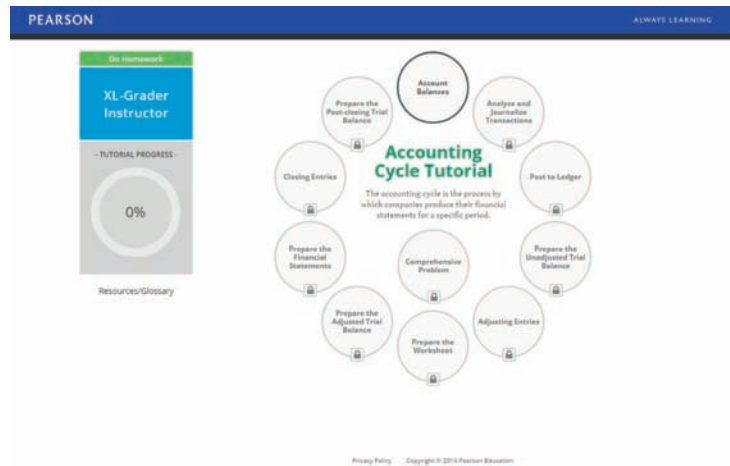 PEARSON
ALWAYS LEARNING
Do Homework
XL-Grader
Instructor
- TUTORIAL PROGRESS -
0%
Resources/Glossary
Account
Balances
Analyze and
Journalize
Transactions
Post to Ledger
Prepare the
Unadjusted Trial
Balance
Adjusting Entries
Prepare the
Worksheet
Prepare the
Adjusted Trial
Balance
Prepare the
Financial
Statements
Closing Entries
Prepare the
Post-closing Trial
Balance
Accounting
Cycle Tutorial
The accounting cycle is the process by
which companies produce their financial
statements for a specific period.
Comprehensive
Problem
Privacy Policy
Copyright © 2016 Pearson Education